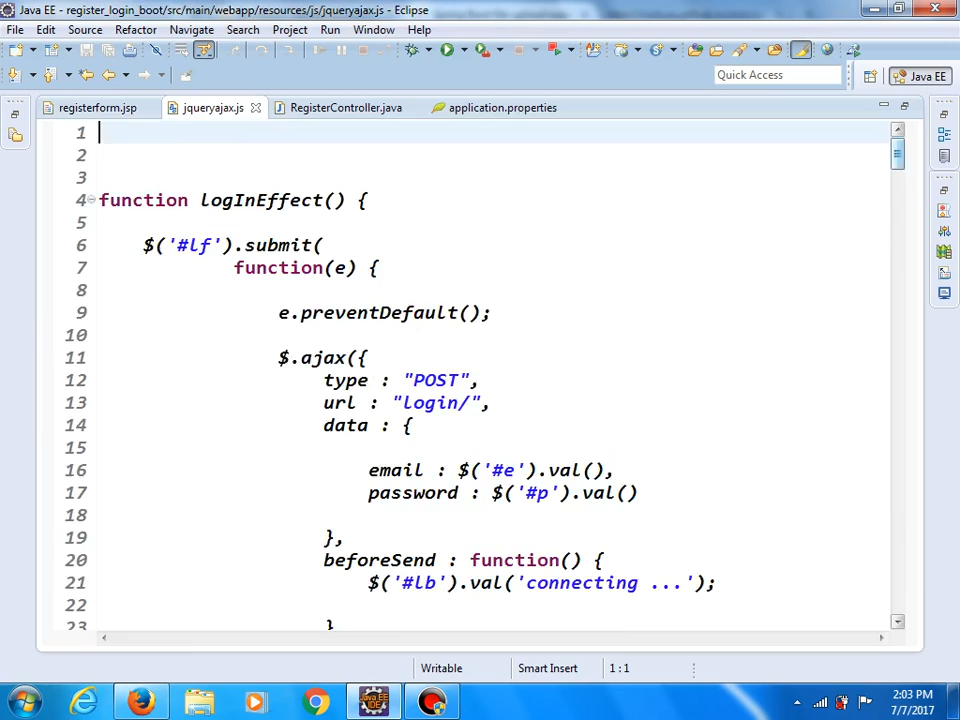 Java EE - register_login_boot/src/main/webapp/resources/js/jqueryajax.js - Eclipse
File Edit Source Refactor Navigate Search Project Run Window Help
Quick Access
Java EE
registerform.jsp jqueryajax.js RegisterController.java application.properties
1
2
3
4 function logInEffect() {
5
6 $('#lf').submit(
7 function(e) {
8
9 e.preventDefault();
10
11 $.ajax({
12 type : "POST",
13 url : "login/",
14 data : {
15
16 email : $('#e').val(),
17 password : $('#p').val()
18
19 },
20 beforeSend : function() {
21 $('#lb').val('connecting ...');
22
23 }
Writable Smart Insert 1 : 1
Java EE IDE
2:03 PM
7/7/2017